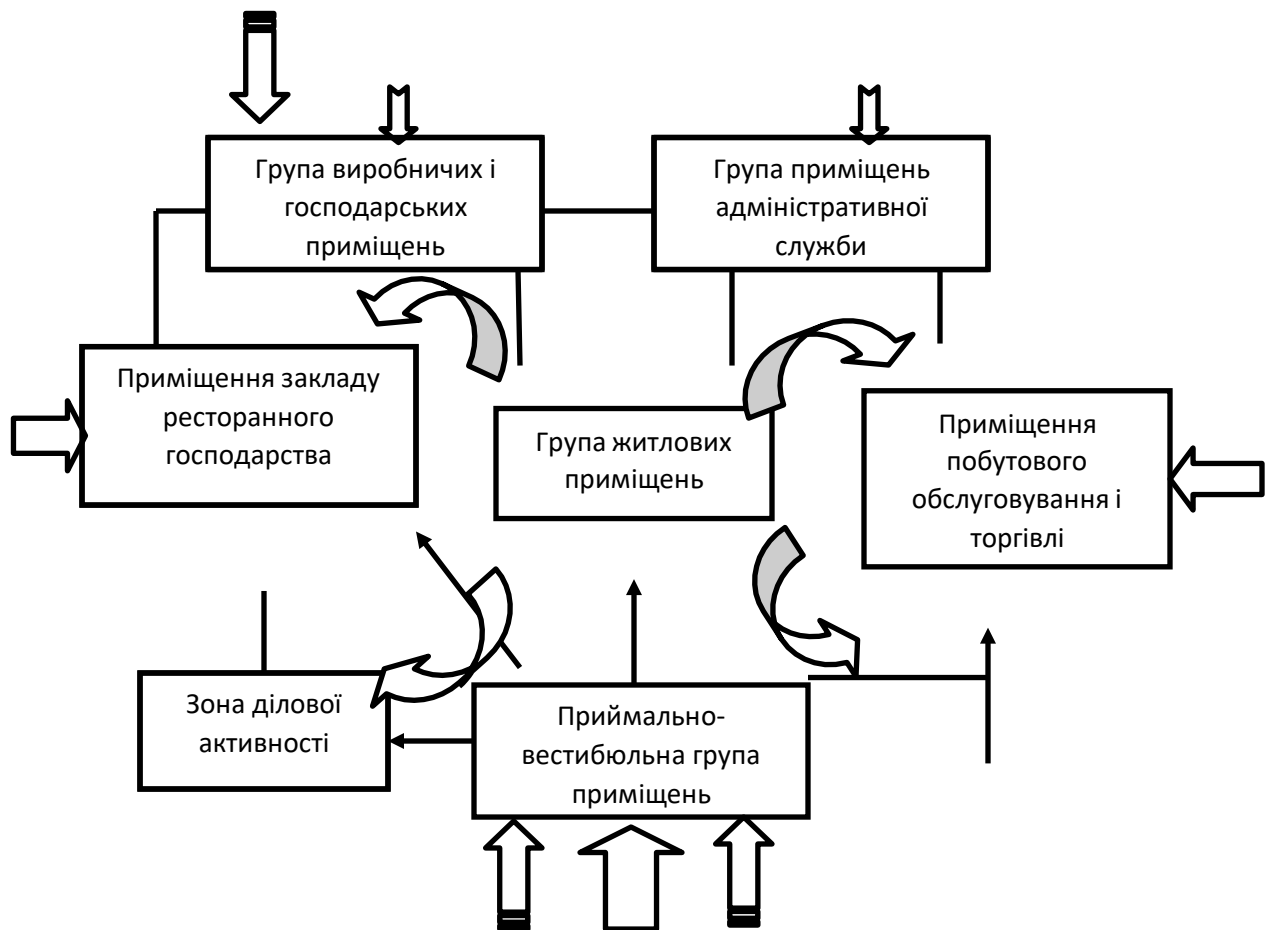 Група виробничих і
господарських
приміщень
Група приміщень
адміністративної
служби
Приміщення закладу
ресторанного
господарства
Група житлових
приміщень
Приміщення
побутового
обслуговування і
торгівлі
Зона ділової
активності
Приймально-
вестибюльна група
приміщень